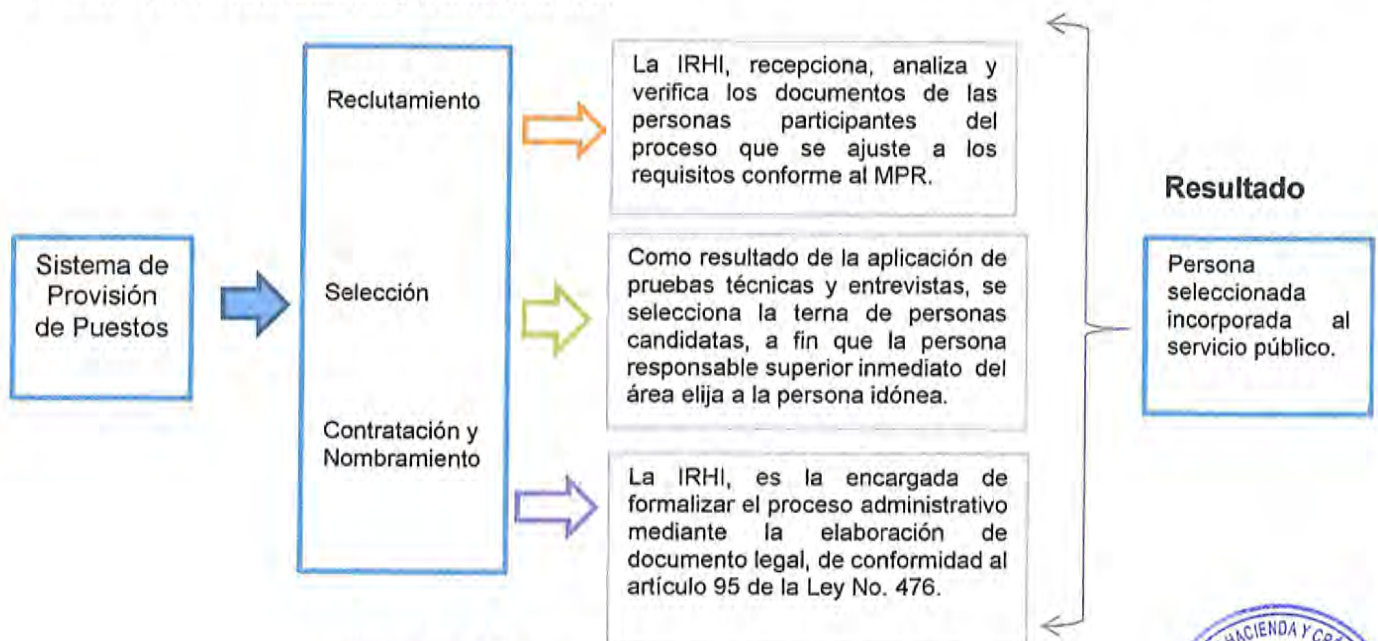 Sistema de
Provisión
de Puestos
Reclutamiento
Selección
Contratación y
Nombramiento
La IRHI, recepciona, analiza y
verifica los documentos de las
personas participantes del
proceso que se ajuste a los
requisitos conforme al MPR.
Como resultado de la aplicación de
pruebas técnicas y entrevistas, se
selecciona la terna de personas
candidatas, a fin que la persona
responsable superior inmediato del
área elija a la persona idónea.
La IRHI, es la encargada de
formalizar el proceso administrativo
mediante la elaboración de
documento legal, de conformidad al
artículo 95 de la Ley No. 476.
Resultado
Persona
seleccionada
incorporada al
servicio público.
HACIENDA Y